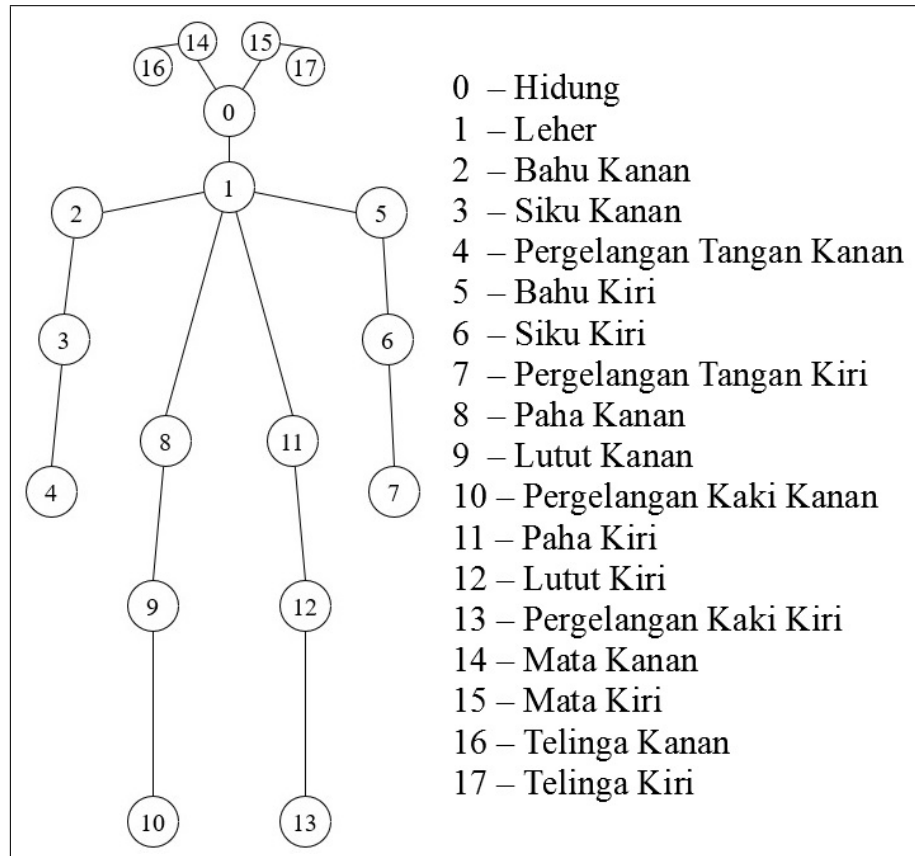 14 15
16 17
0
1
2 5
3 6
8 11
4 7
9 12
10 13
0 – Hidung
1 – Leher
2 – Bahu Kanan
3 – Siku Kanan
4 – Pergelangan Tangan Kanan
5 – Bahu Kiri
6 – Siku Kiri
7 – Pergelangan Tangan Kiri
8 – Paha Kanan
9 – Lutut Kanan
10 – Pergelangan Kaki Kanan
11 – Paha Kiri
12 – Lutut Kiri
13 – Pergelangan Kaki Kiri
14 – Mata Kanan
15 – Mata Kiri
16 – Telinga Kanan
17 – Telinga Kiri